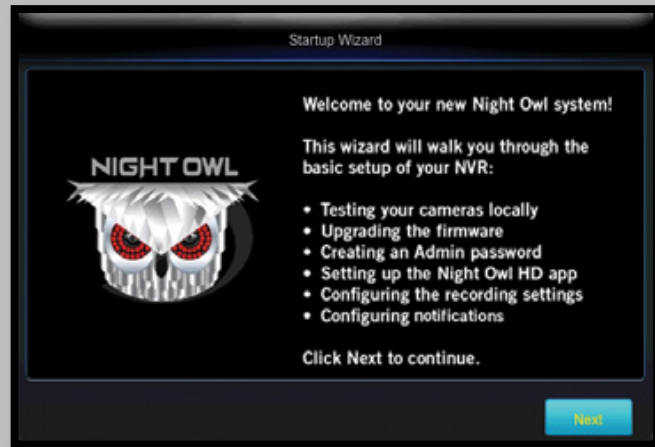 Startup Wizard
Welcome to your new Night Owl system!
This wizard will walk you through the
basic setup of your NVR:
• Testing your cameras locally
• Upgrading the firmware
• Creating an Admin password
• Setting up the Night Owl HD app
• Configuring the recording settings
• Configuring notifications
Click Next to continue.
NIGHT OWL
Next